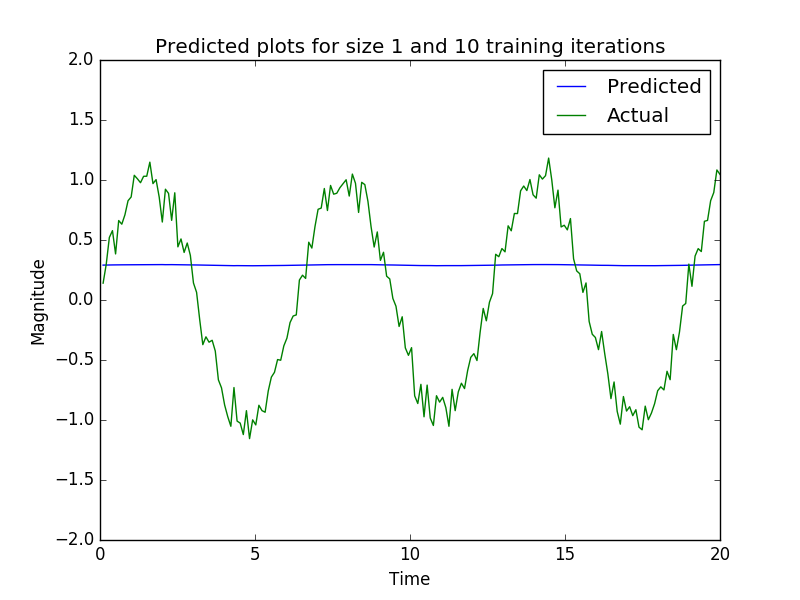 Predicted plots for size 1 and 10 training iterations
2.0
1.5
1.0
0.5
0.0
−0.5
−1.0
−1.5
−2.0
Magnitude
Predicted
Actual
0
5
10
15
20
Time